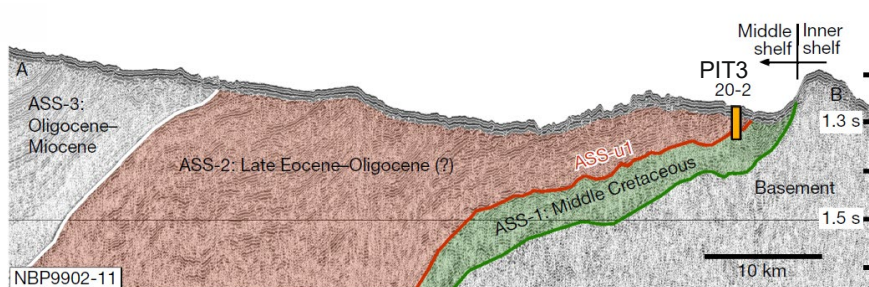 Middle Inner
shelf shelf
A
PIT3
20-2
B
ASS-3:
Oligocene–
Miocene
1.3 s
ASS-u1
ASS-2: Late Eocene–Oligocene (?)
ASS-1: Middle Cretaceous
Basement
1.5 s
10 km
NBP9902-11